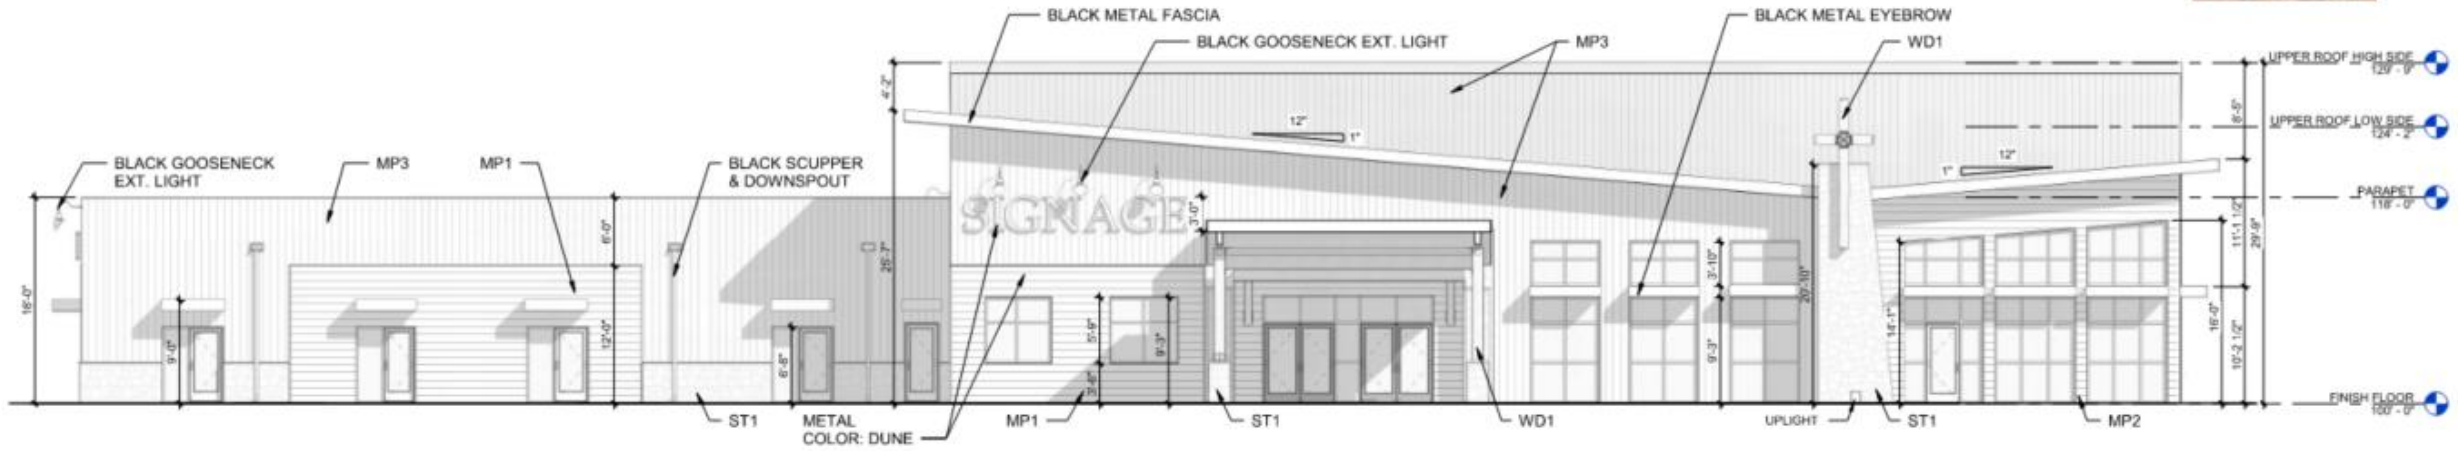 BLACK METAL FASCIA
BLACK METAL EYEBROW
BLACK GOOSENECK EXT. LIGHT
MP3
WD1
UPPER ROOF HIGH SIDE
129' - 9"
4'-2"
8'-5"
12"
1"
UPPER ROOF LOW SIDE
124' - 2"
BLACK GOOSENECK
EXT. LIGHT
MP3
MP1
BLACK SCUPPER
& DOWNSPOUT
12"
1"
PARAPET
118' - 0"
SIGNAGE
3'-0"
6'-0"
18'-0"
25'-7"
11'-1 1/2"
29'-9"
3'-10"
20'-10"
12'-0"
9'-0"
6'-8"
5'-9"
9'-3"
3'-6"
9'-3"
14'-1"
16'-0"
10'-2 1/2"
FINISH FLOOR
100' - 0"
ST1
METAL
COLOR: DUNE
MP1
ST1
WD1
UPLIGHT
ST1
MP2